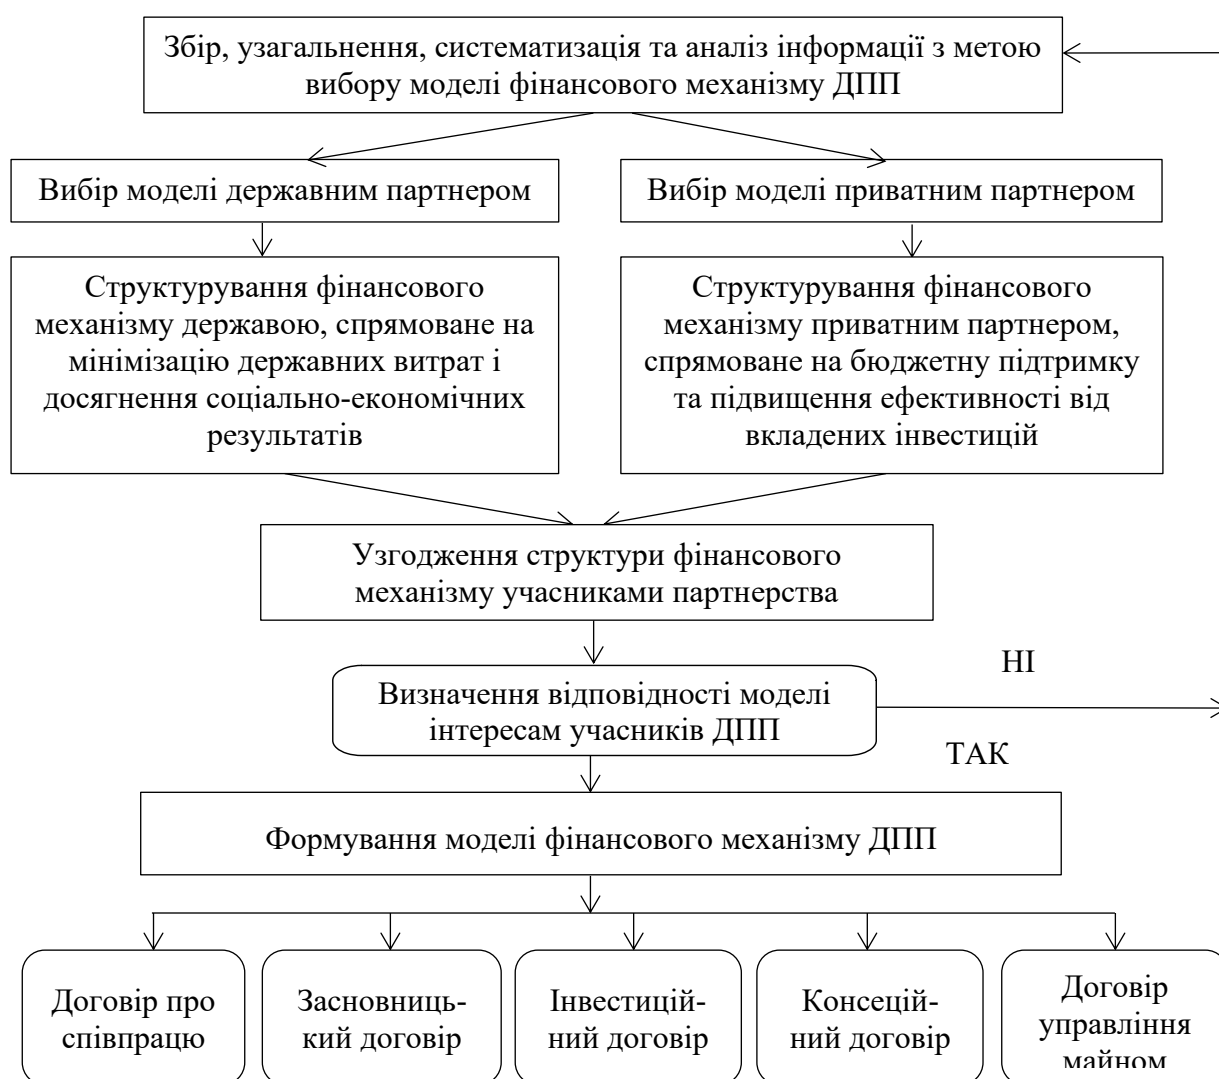 Збір, узагальнення, систематизація та аналіз інформації з метою
вибору моделі фінансового механізму ДПП
Вибір моделі державним партнером
Вибір моделі приватним партнером
Структурування фінансового
механізму державою, спрямоване на
мінімізацію державних витрат і
досягнення соціально-економічних
результатів
Структурування фінансового
механізму приватним партнером,
спрямоване на бюджетну підтримку
та підвищення ефективності від
вкладених інвестицій
Узгодження структури фінансового
механізму учасниками партнерства
Визначення відповідності моделі
інтересам учасників ДПП
НІ
ТАК
Формування моделі фінансового механізму ДПП
Договір про
співпрацю
Засновниць-
кий договір
Інвестицій-
ний договір
Консецій-
ний договір
Договір
управління
майном